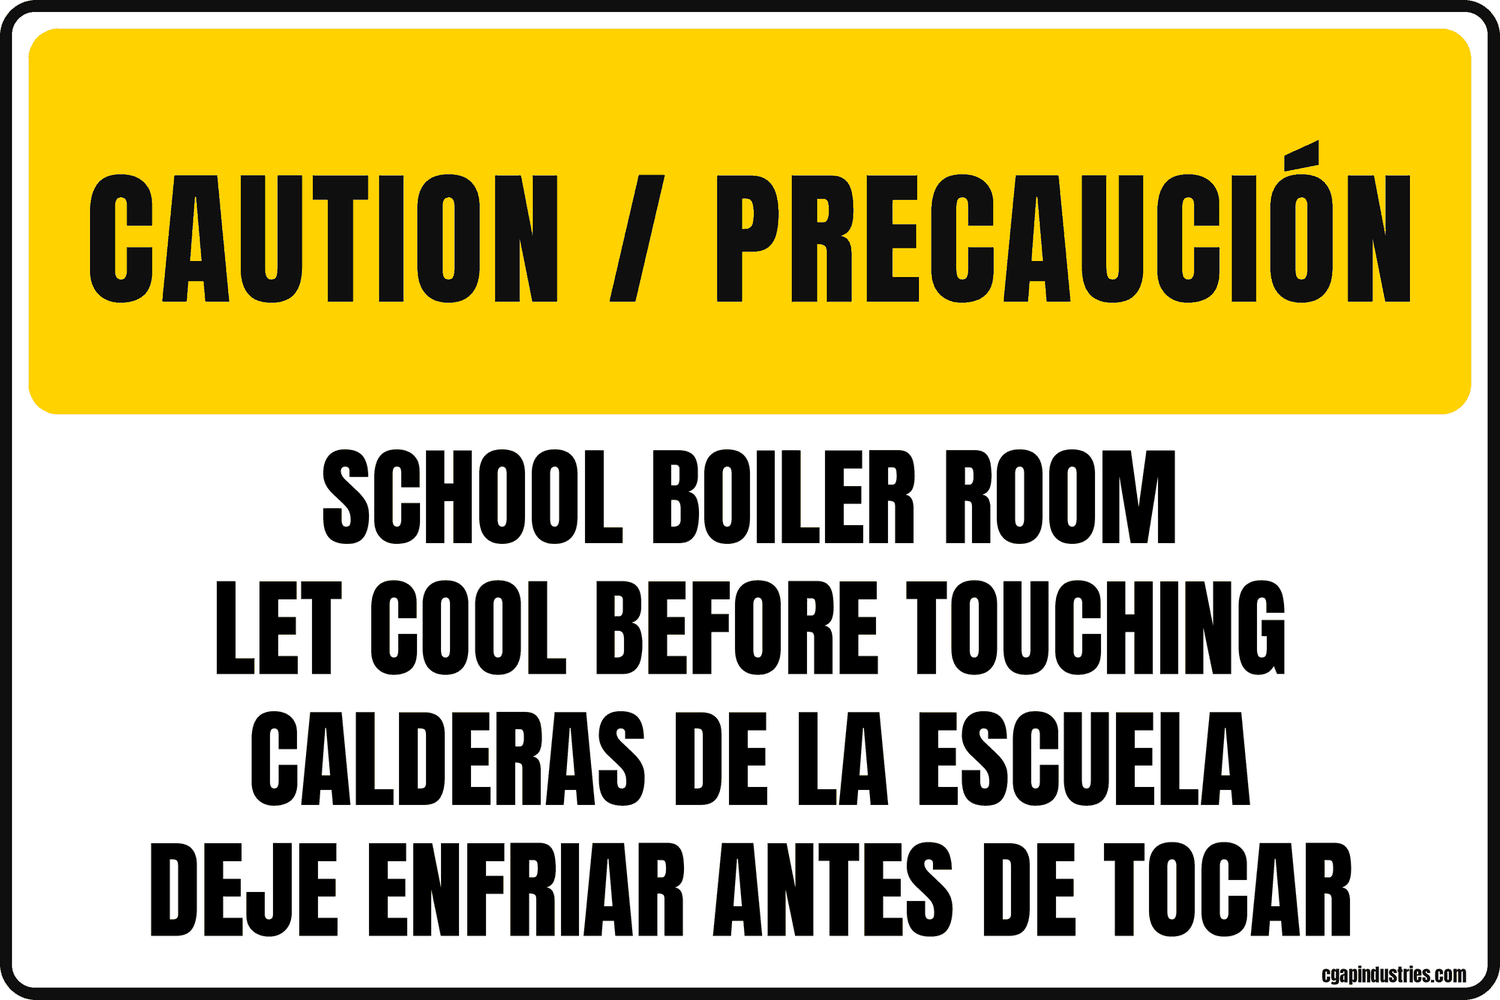 CAUTION / PRECAUCIÓN
SCHOOL BOILER ROOM
LET COOL BEFORE TOUCHING
CALDERAS DE LA ESCUELA
DEJE ENFRIAR ANTES DE TOCAR
cgapindustries.com